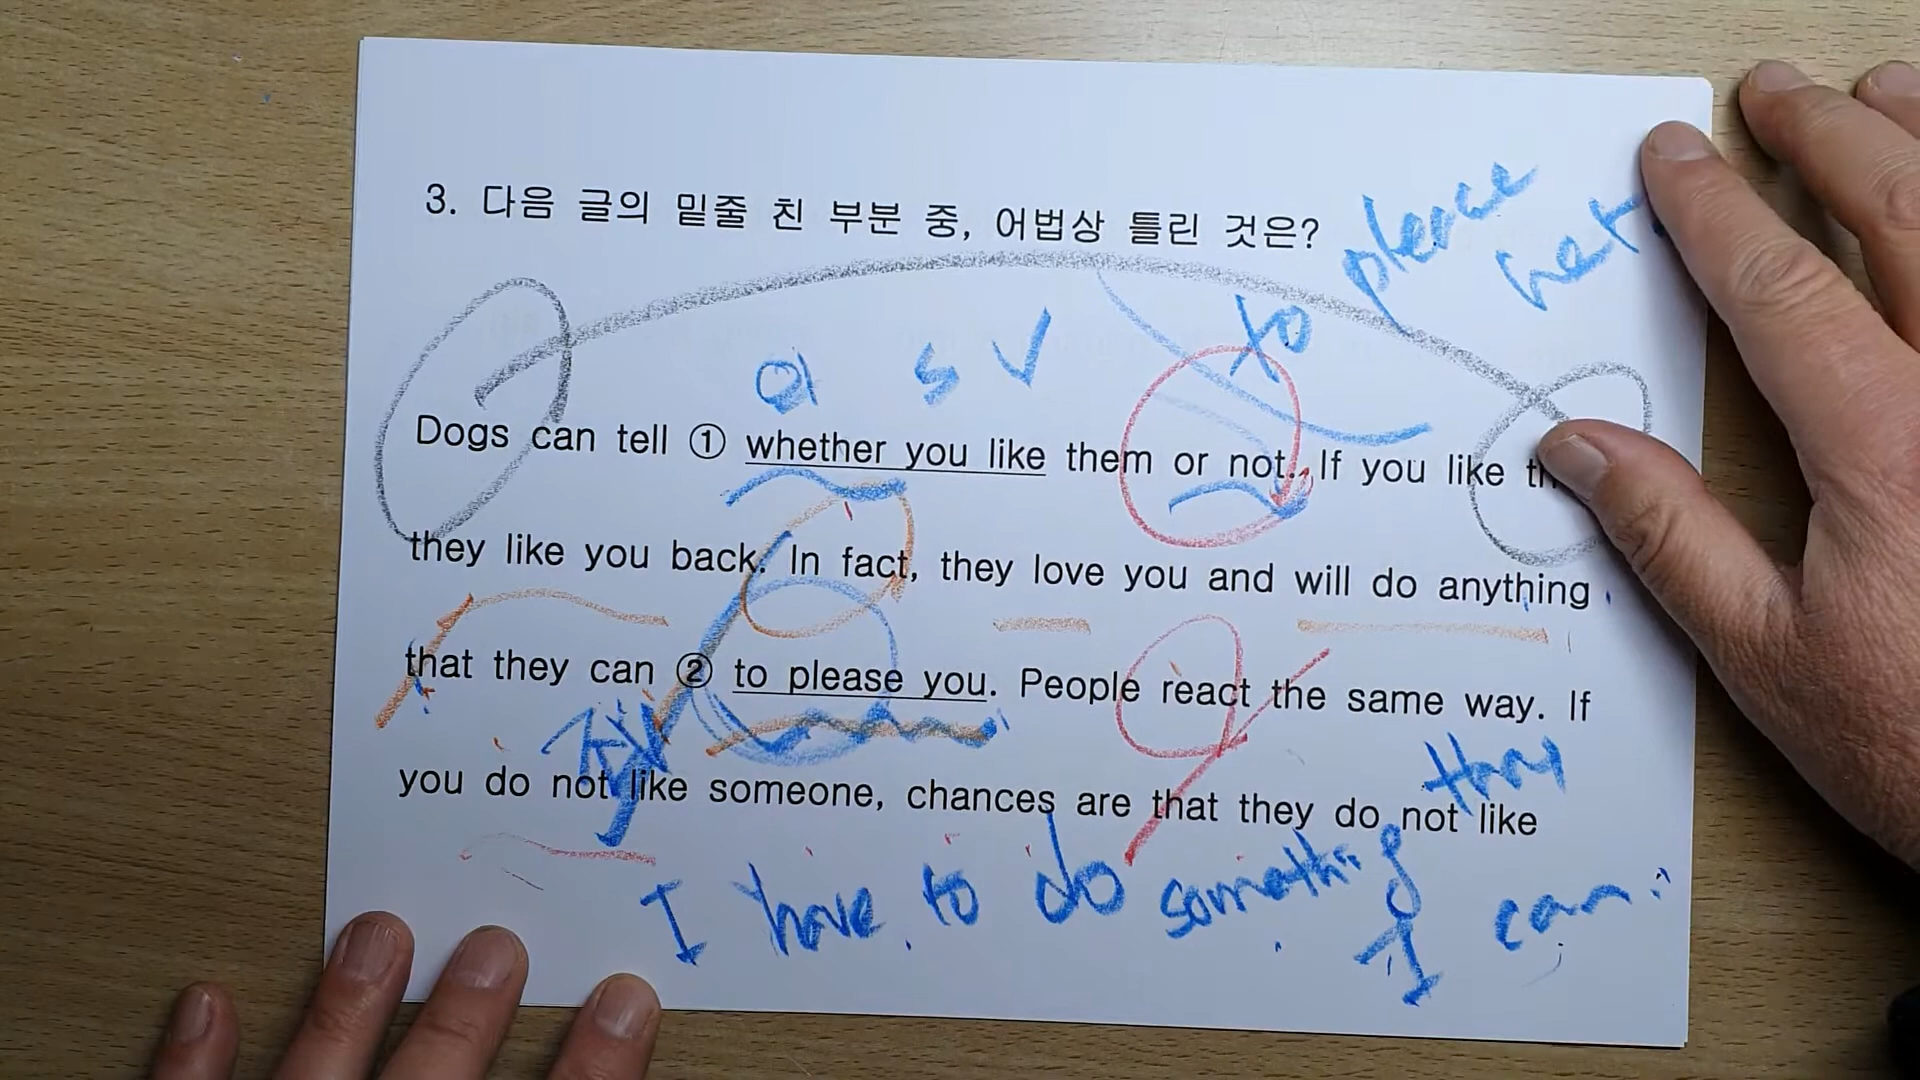 3. 다음 글의 밑줄 친 부분 중, 어법상 틀린 것은?
to please
s v
Dogs can tell ① whether you like them or not. If you like
they like you back. In fact, they love you and will do anything
that they can ② to please you. People react the same way. If
you do not like someone, chances are that they do not like
I have to do something
I can